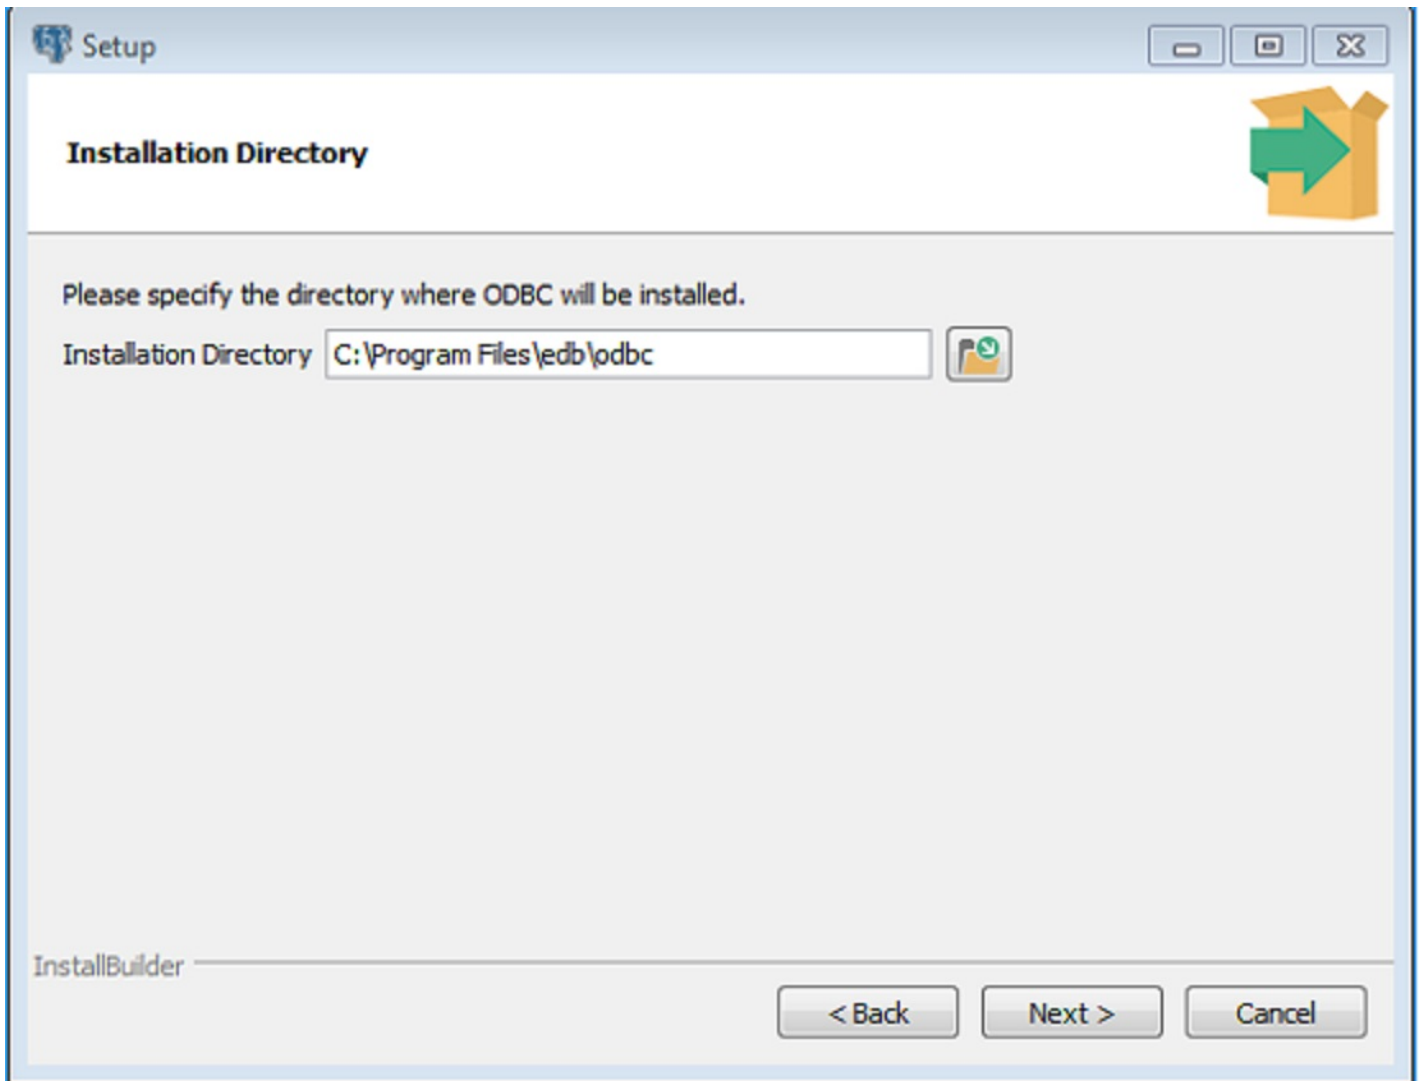 Setup
Installation Directory
Please specify the directory where ODBC will be installed.
Installation Directory C:\Program Files\edb\odbc
InstallBuilder
< Back Next > Cancel